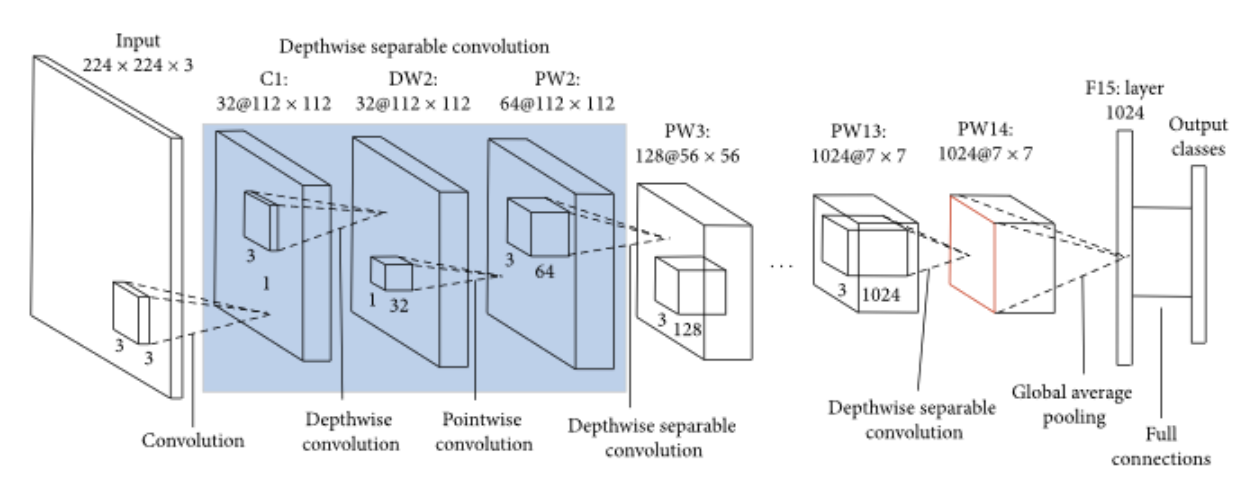 Input
224 × 224 × 3
Depthwise separable convolution
C1:
32@112 × 112
DW2:
32@112 × 112
PW2:
64@112 × 112
PW3:
128@56 × 56
PW13:
1024@7 × 7
PW14:
1024@7 × 7
F15: layer
1024
Output
classes
3
3
3
1
1
32
3
64
3
128
. . .
3
1024
Convolution
Depthwise
convolution
Pointwise
convolution
Depthwise separable
convolution
Depthwise separable
convolution
Global average
pooling
Full
connections